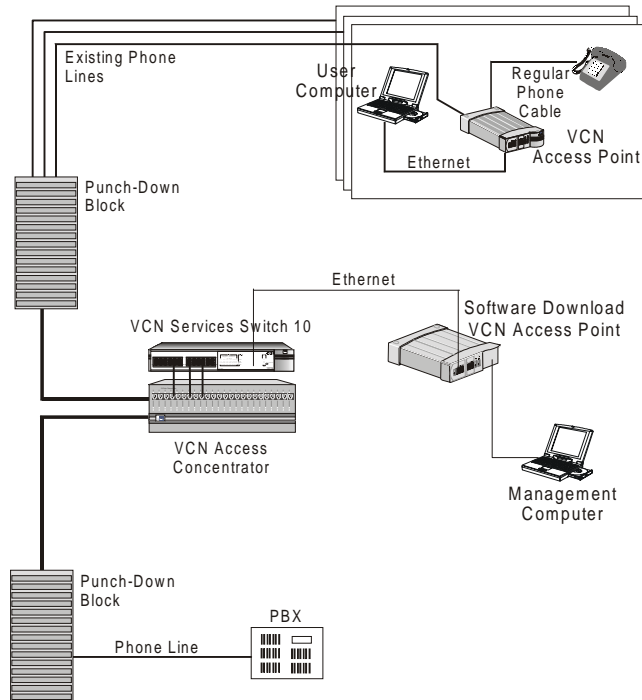 Existing Phone
Lines
User
Computer
Regular
Phone
Cable
VCN
Access Point
Ethernet
Punch-Down
Block
Ethernet
VCN Services Switch 10
Software Download
VCN Access Point
VCN Access
Concentrator
Management
Computer
Punch-Down
Block
PBX
Phone Line